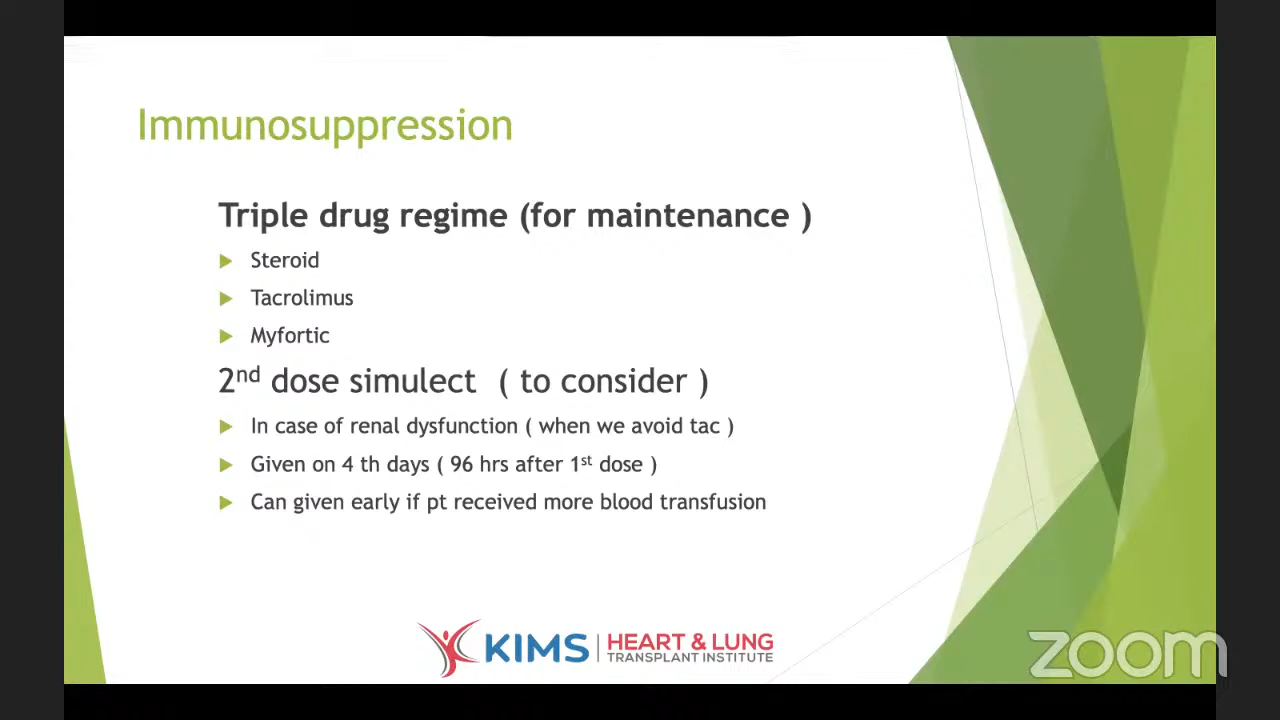 Immunosuppression
Triple drug regime (for maintenance )
Steroid
Tacrolimus
Myfortic
2nd dose simulect ( to consider )
In case of renal dysfunction ( when we avoid tac )
Given on 4 th days ( 96 hrs after 1st dose )
Can given early if pt received more blood transfusion
KIMS HEART & LUNG
TRANSPLANT INSTITUTE
zoom